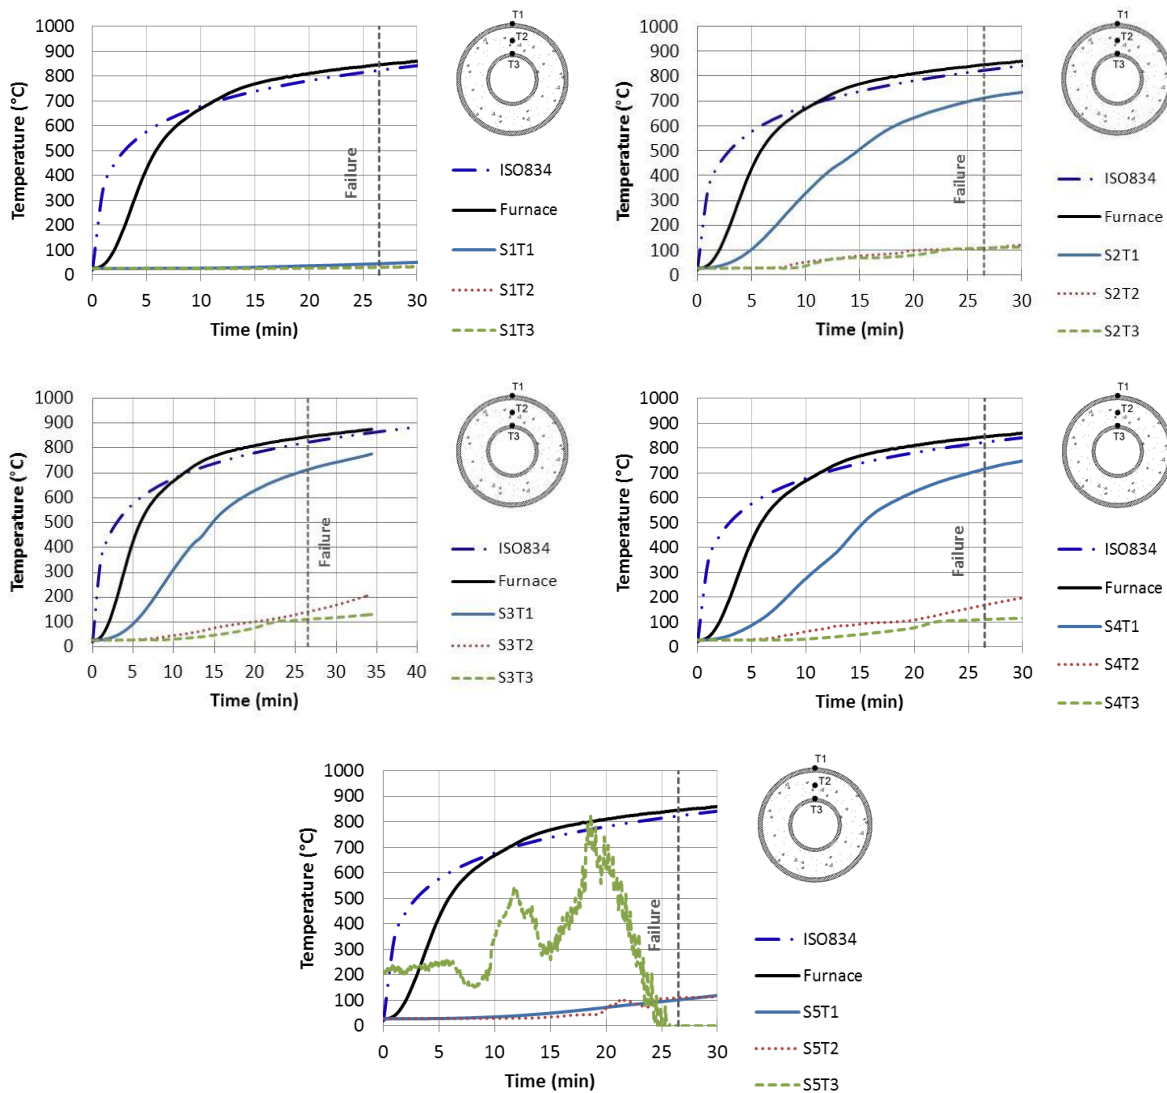 1000
900
800
700
600
500
400
300
200
100
0
Temperature (°C)
0 5 10 15 20 25 30
Time (min)
Failure
T1
T2
T3
ISO834
Furnace
S1T1
S1T2
S1T3
1000
900
800
700
600
500
400
300
200
100
0
Temperature (°C)
0 5 10 15 20 25 30
Time (min)
Failure
T1
T2
T3
ISO834
Furnace
S2T1
S2T2
S2T3
1000
900
800
700
600
500
400
300
200
100
0
Temperature (°C)
0 5 10 15 20 25 30 35 40
Time (min)
Failure
T1
T2
T3
ISO834
Furnace
S3T1
S3T2
S3T3
1000
900
800
700
600
500
400
300
200
100
0
Temperature (°C)
0 5 10 15 20 25 30
Time (min)
Failure
T1
T2
T3
ISO834
Furnace
S4T1
S4T2
S4T3
1000
900
800
700
600
500
400
300
200
100
0
Temperature (°C)
0 5 10 15 20 25 30
Time (min)
Failure
T1
T2
T3
ISO834
Furnace
S5T1
S5T2
S5T3